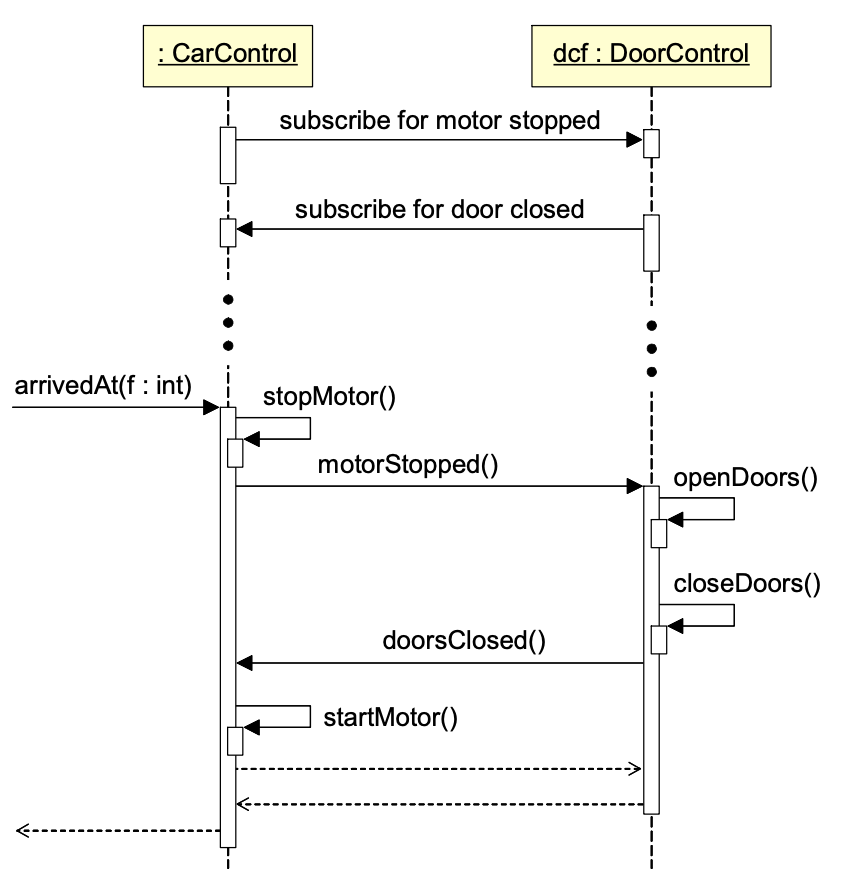 : CarControl
dcf : DoorControl
subscribe for motor stopped
subscribe for door closed
arrivedAt(f : int)
stopMotor()
motorStopped()
openDoors()
closeDoors()
doorsClosed()
startMotor()